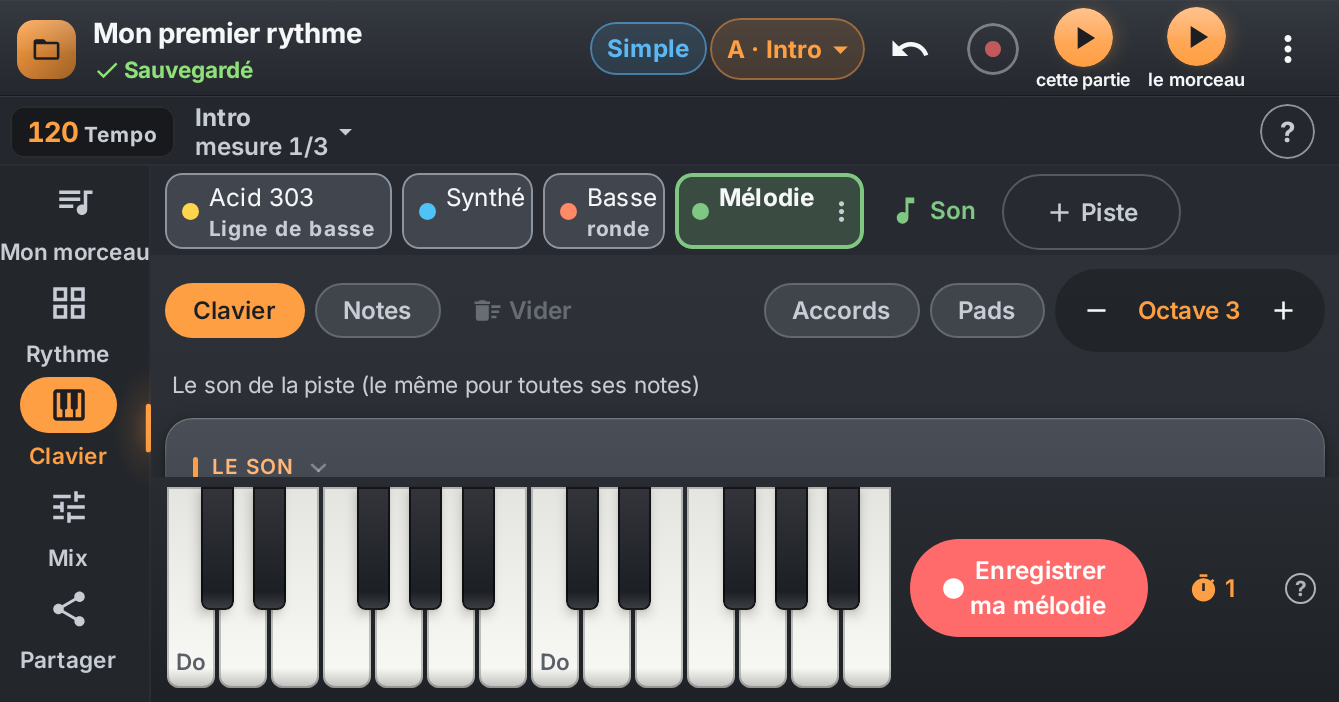 Mon premier rythme
Sauvegardé
Simple
A · Intro
cette partie
le morceau
120 Tempo
Intro
mesure 1/3
?
Mon morceau
Rythme
Clavier
Mix
Partager
Acid 303
Ligne de basse
Synthé
Basse
ronde
Mélodie
Son
+ Piste
Clavier
Notes
Vider
Accords
Pads
− Octave 3 +
Le son de la piste (le même pour toutes ses notes)
LE SON
Do
Do
Enregistrer
ma mélodie
1
?